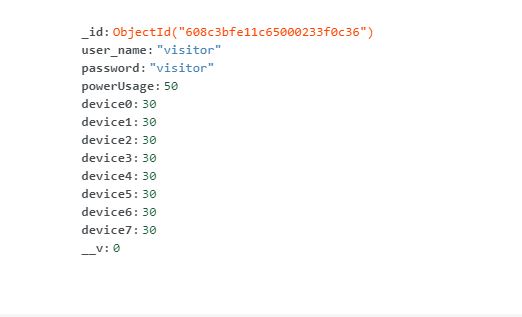 _id: ObjectId("608c3bfe11c65000233f0c36")
user_name: "visitor"
password: "visitor"
powerUsage: 50
device0: 30
device1: 30
device2: 30
device3: 30
device4: 30
device5: 30
device6: 30
device7: 30
__v: 0